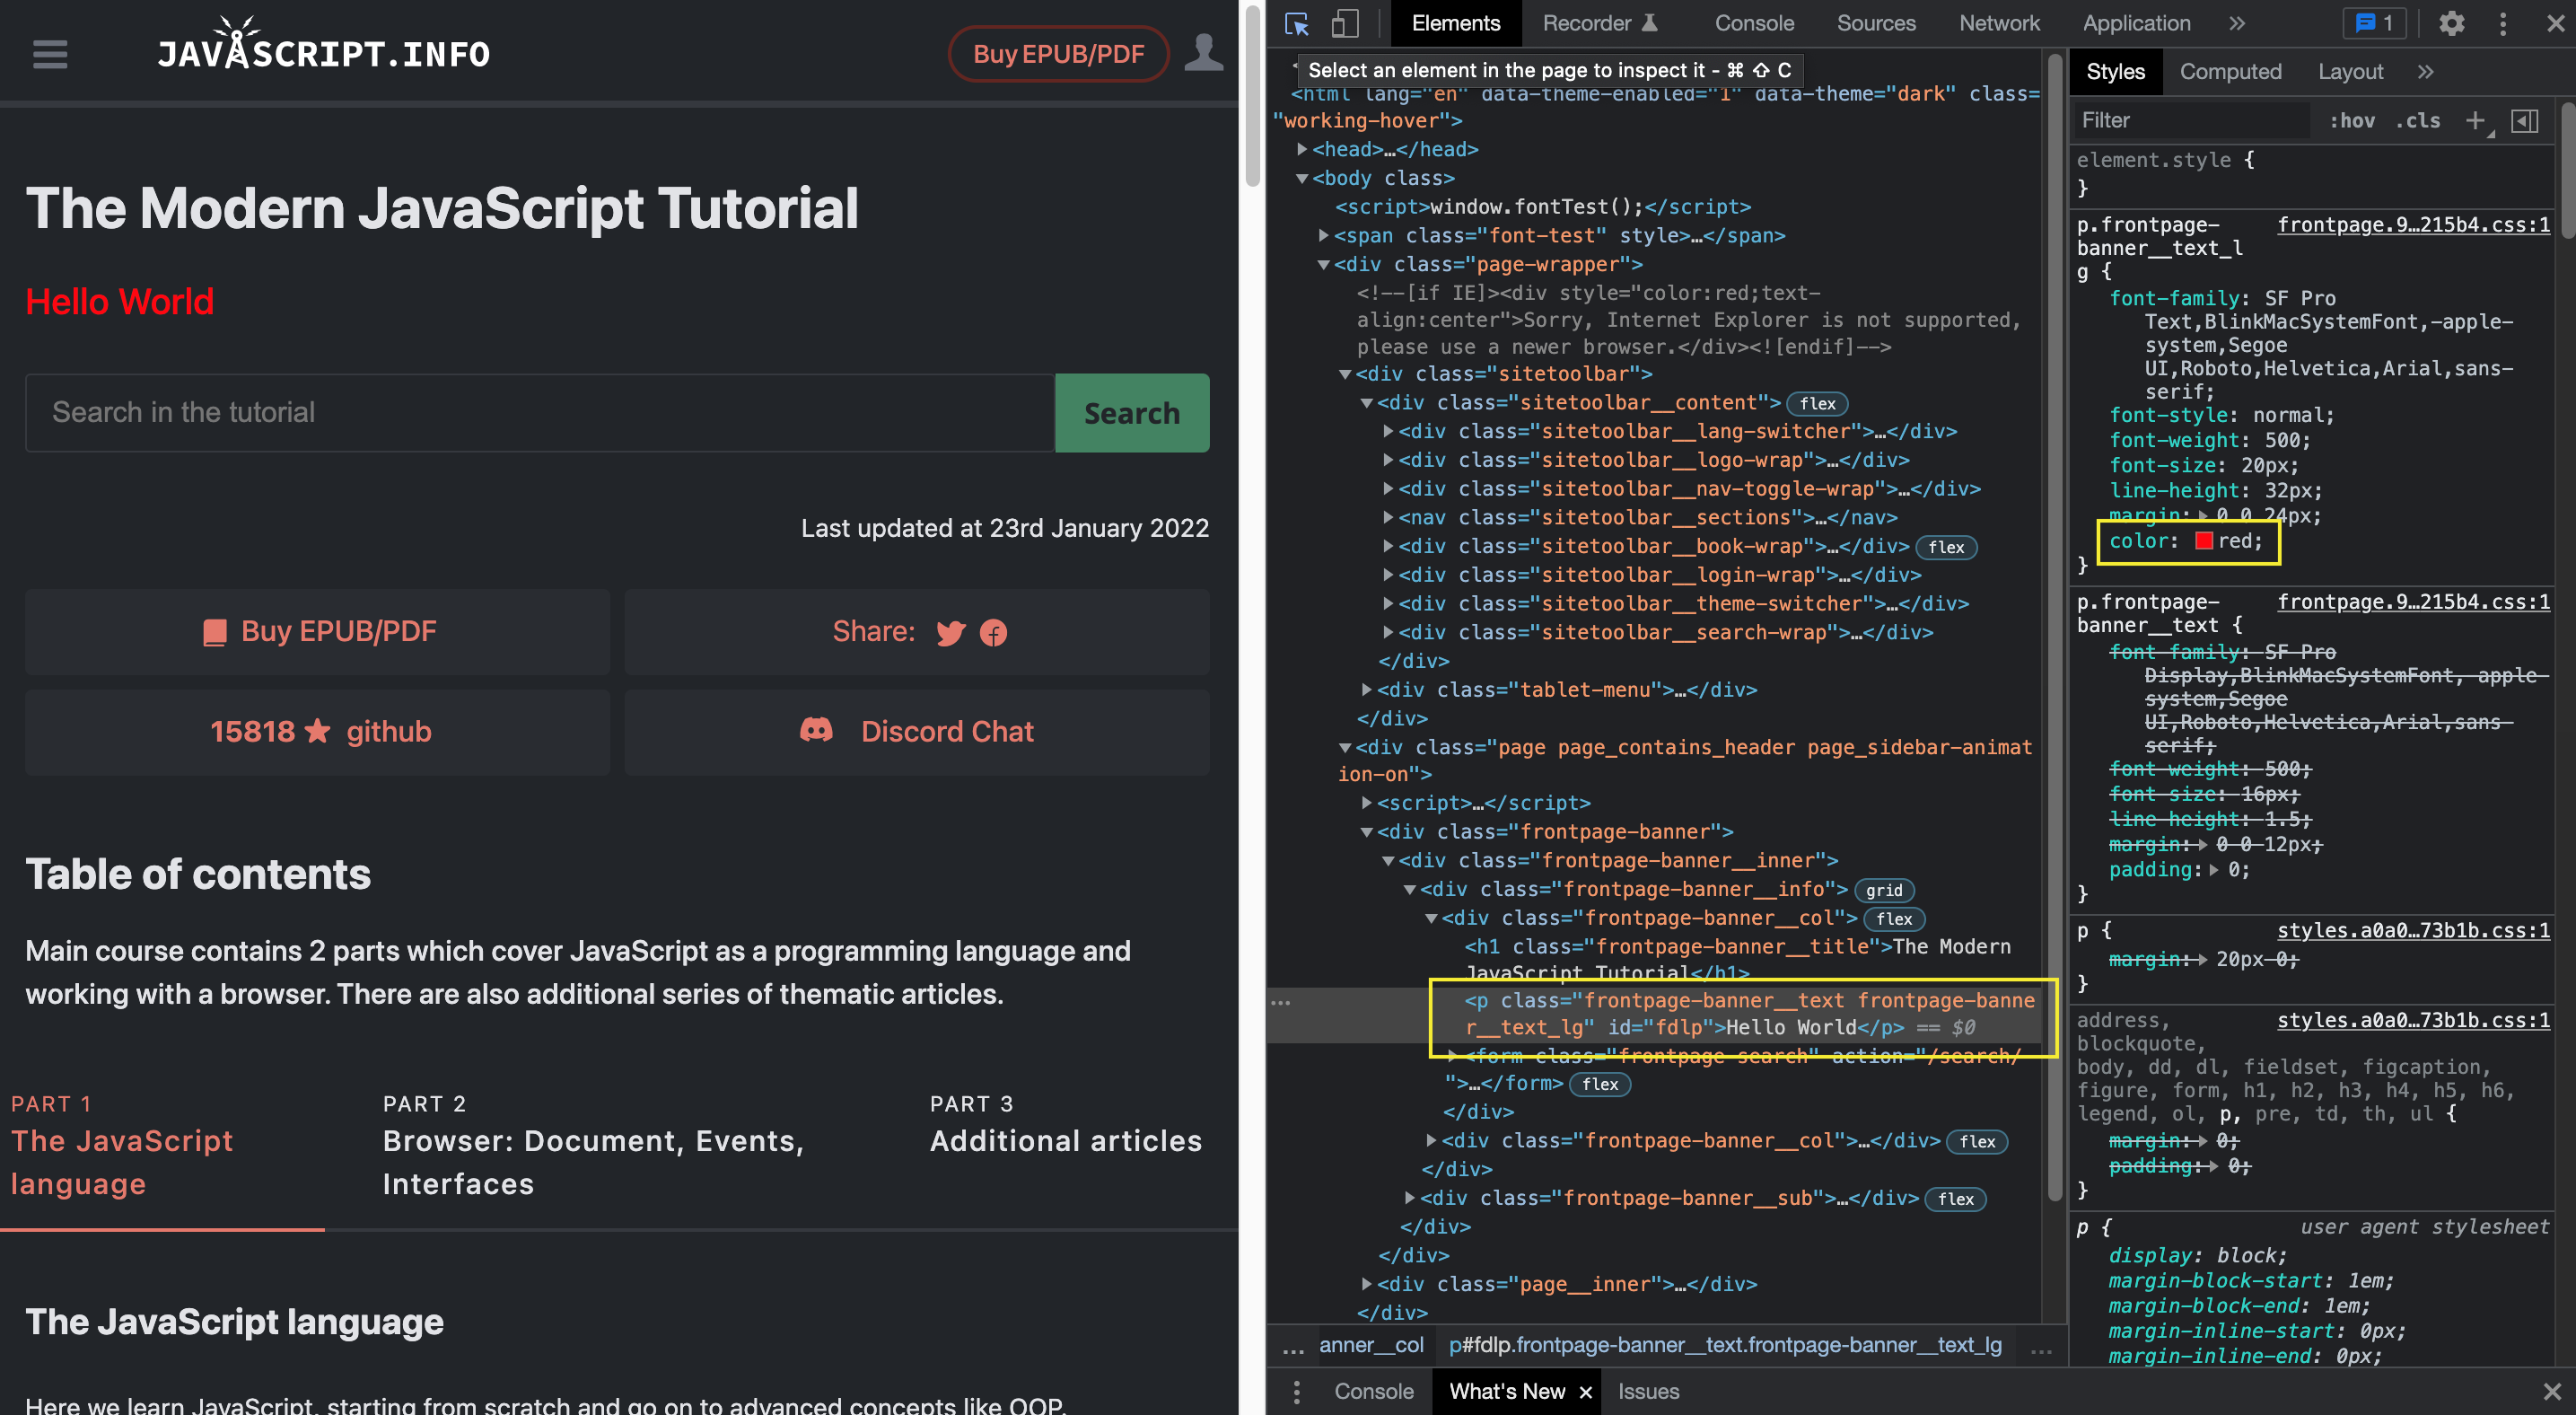 JAVASCRIPT.INFO
Buy EPUB/PDF
The Modern JavaScript Tutorial
Hello World
Search in the tutorial
Search
Last updated at 23rd January 2022
Buy EPUB/PDF
Share:
15818 github
Discord Chat
Table of contents
Main course contains 2 parts which cover JavaScript as a programming language and
working with a browser. There are also additional series of thematic articles.
PART 1
The JavaScript
language
PART 2
Browser: Document, Events,
Interfaces
PART 3
Additional articles
The JavaScript language
Here we learn JavaScript, starting from scratch and go on to advanced concepts like OOP.
Elements
Recorder
Console
Sources
Network
Application
1
Select an element in the page to inspect it - ⌘ ⇧ C
<html lang="en" data-theme-enabled="1" data-theme="dark" class=
"working-hover">
<head>…</head>
<body class>
<script>window.fontTest();</script>
<span class="font-test" style>…</span>
<div class="page-wrapper">
<!--[if IE]><div style="color:red;text-
align:center">Sorry, Internet Explorer is not supported,
please use a newer browser.</div><![endif]-->
<div class="sitetoolbar">
<div class="sitetoolbar__content"> flex
<div class="sitetoolbar__lang-switcher">…</div>
<div class="sitetoolbar__logo-wrap">…</div>
<div class="sitetoolbar__nav-toggle-wrap">…</div>
<nav class="sitetoolbar__sections">…</nav>
<div class="sitetoolbar__book-wrap">…</div> flex
<div class="sitetoolbar__login-wrap">…</div>
<div class="sitetoolbar__theme-switcher">…</div>
<div class="sitetoolbar__search-wrap">…</div>
</div>
<div class="tablet-menu">…</div>
</div>
<div class="page page_contains_header page_sidebar-animat
ion-on">
<script>…</script>
<div class="frontpage-banner">
<div class="frontpage-banner__inner">
<div class="frontpage-banner__info"> grid
<div class="frontpage-banner__col"> flex
<h1 class="frontpage-banner__title">The Modern
JavaScript Tutorial</h1>
<p class="frontpage-banner__text frontpage-banne
r__text_lg" id="fdlp">Hello World</p> == $0
<form class="frontpage-search" action="/search/
">…</form> flex
</div>
<div class="frontpage-banner__col">…</div> flex
</div>
<div class="frontpage-banner__sub">…</div> flex
</div>
</div>
<div class="page__inner">…</div>
</div>
… anner__col p#fdlp.frontpage-banner__text.frontpage-banner__text_lg …
Console
What's New
Issues
Styles
Computed
Layout
Filter
:hov
.cls
element.style {
}
p.frontpage- frontpage.9…215b4.css:1
banner__text_l
g {
font-family: SF Pro
Text,BlinkMacSystemFont,-apple-
system,Segoe
UI,Roboto,Helvetica,Arial,sans-
serif;
font-style: normal;
font-weight: 500;
font-size: 20px;
line-height: 32px;
margin: 0 0 24px;
color: red;
}
p.frontpage- frontpage.9…215b4.css:1
banner__text {
font-family: SF Pro
Display,BlinkMacSystemFont,-apple-
system,Segoe
UI,Roboto,Helvetica,Arial,sans-
serif;
font-weight: 500;
font-size: 16px;
line-height: 1.5;
margin: 0 0 12px;
padding: 0;
}
p { styles.a0a0…73b1b.css:1
margin: 20px 0;
}
address, styles.a0a0…73b1b.css:1
blockquote,
body, dd, dl, fieldset, figcaption,
figure, form, h1, h2, h3, h4, h5, h6,
legend, ol, p, pre, td, th, ul {
margin: 0;
padding: 0;
}
p { user agent stylesheet
display: block;
margin-block-start: 1em;
margin-block-end: 1em;
margin-inline-start: 0px;
margin-inline-end: 0px;